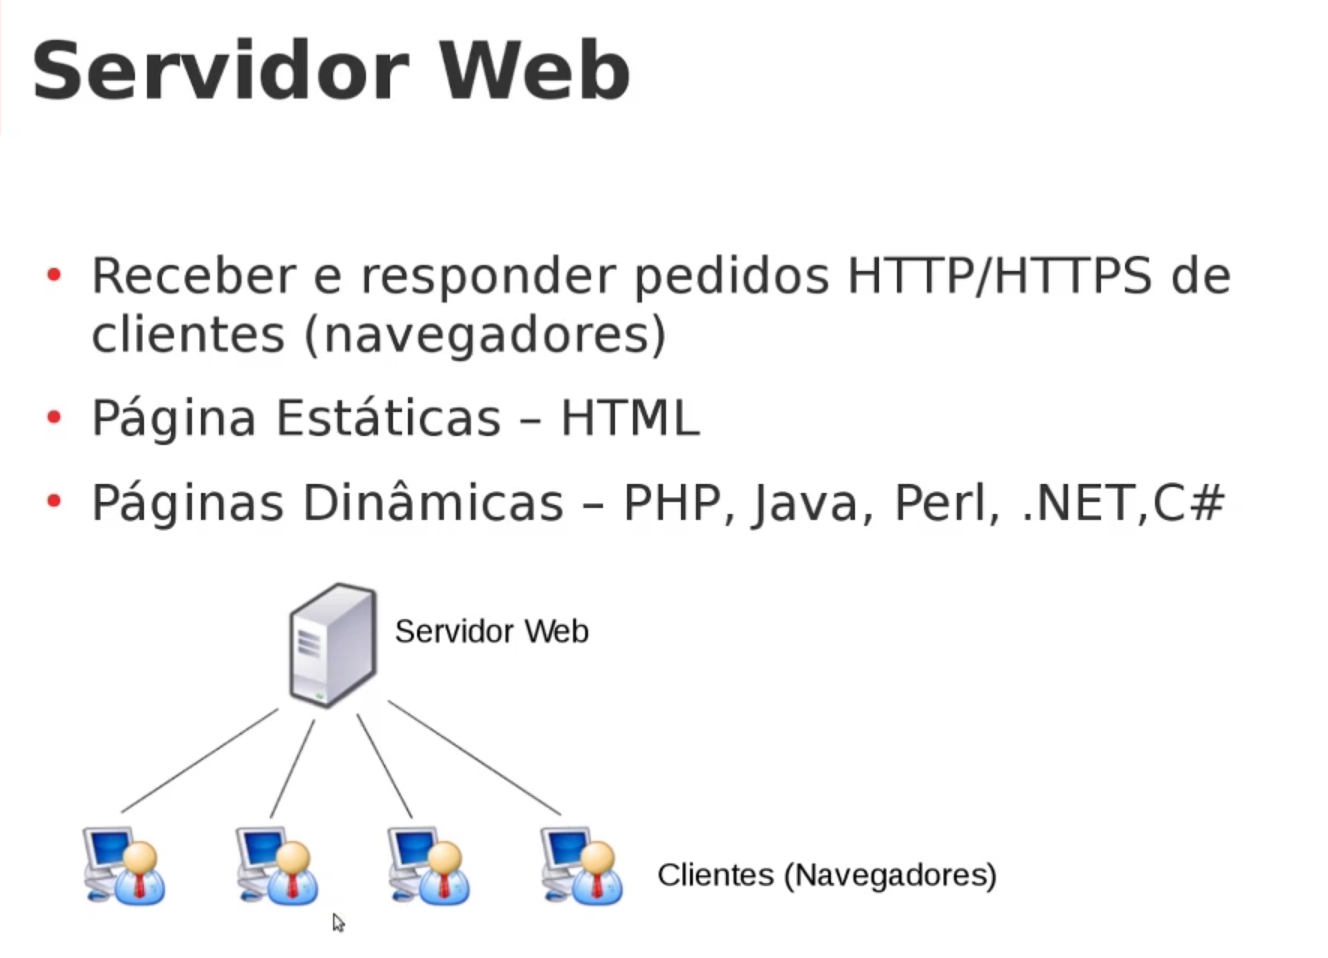 Servidor Web
• Receber e responder pedidos HTTP/HTTPS de
clientes (navegadores)
• Página Estáticas – HTML
• Páginas Dinâmicas – PHP, Java, Perl, .NET,C#
Servidor Web
Clientes (Navegadores)